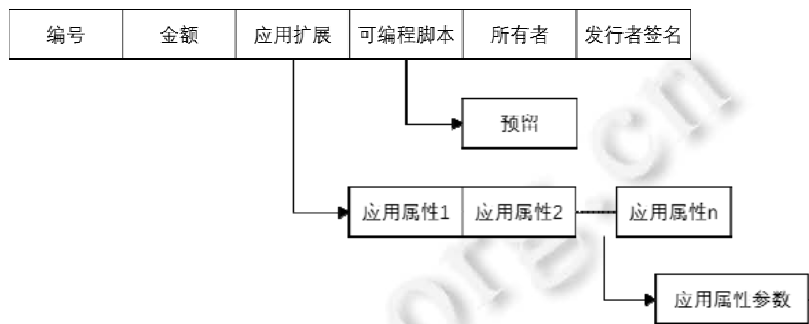 编号 金额 应用扩展 可编程脚本 所有者 发行者签名
预留
应用属性1 应用属性2 应用属性n
应用属性参数
org.cn